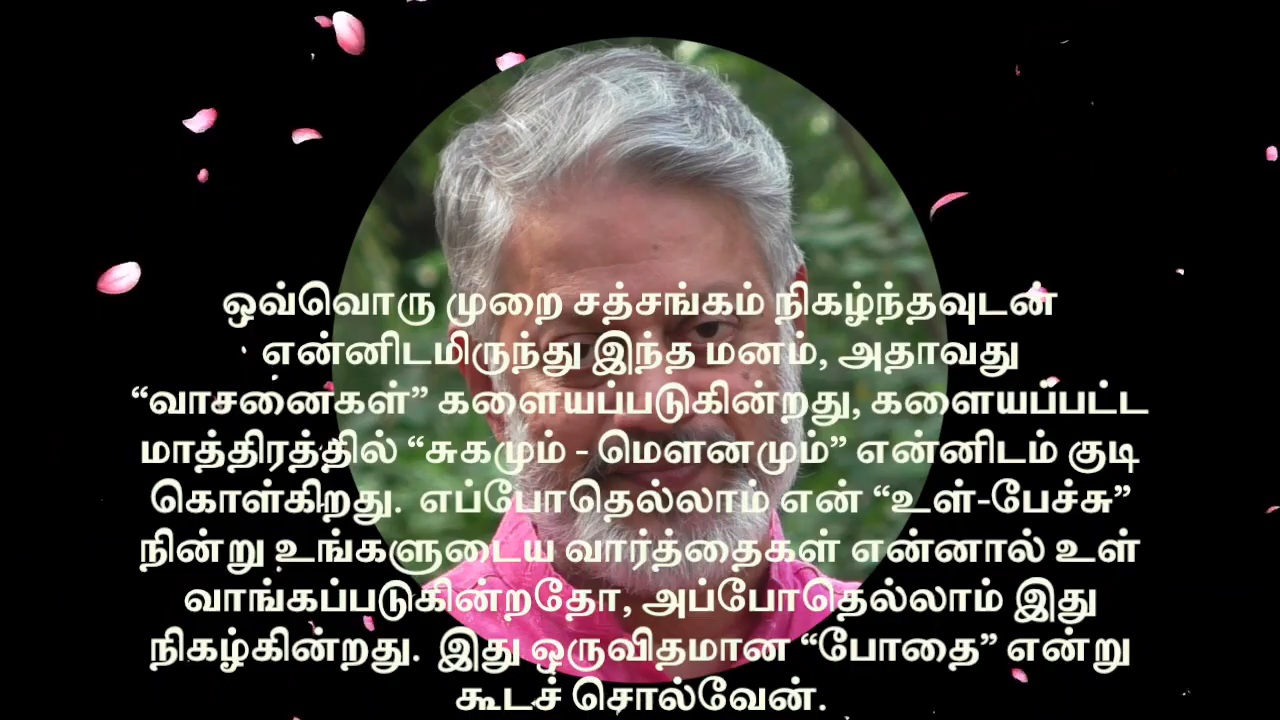 ஒவ்வொரு முறை சத்சங்கம் நிகழ்ந்தவுடன்
என்னிடமிருந்து இந்த மனம், அதாவது
“வாசனைகள்” களையப்படுகின்றது, களையப்பட்ட
மாத்திரத்தில் “சுகமும் - மௌனமும்” என்னிடம் குடி
கொள்கிறது. எப்போதெல்லாம் என் “உள்-பேச்சு”
நின்று உங்களுடைய வார்த்தைகள் என்னால் உள்
வாங்கப்படுகின்றதோ, அப்போதெல்லாம் இது
நிகழ்கின்றது. இது ஒருவிதமான “போதை” என்று
கூடச் சொல்வேன்.